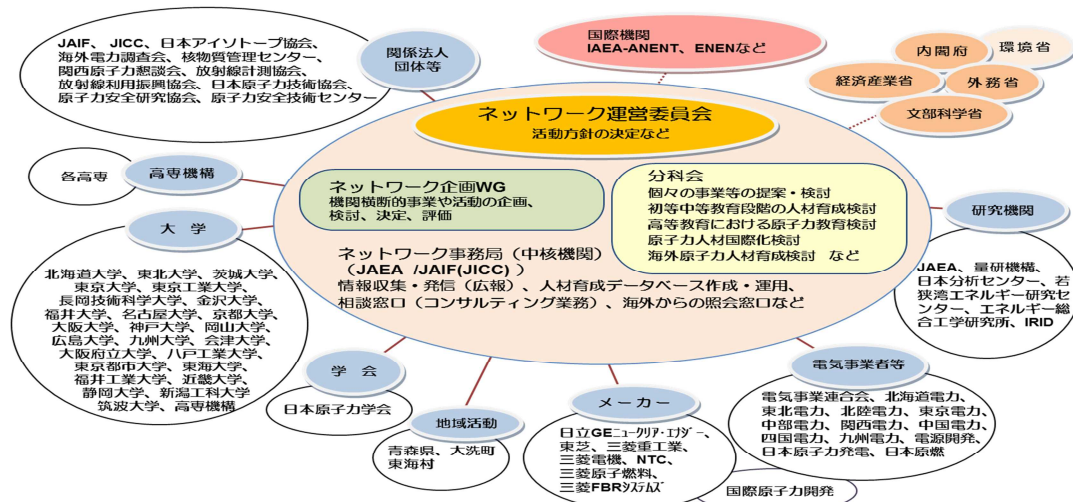 JAIF、 JICC、日本アイソトープ協会、
海外電力調査会、核物質管理センター、
関西原子力懇談会、放射線計測協会、
放射線利用振興協会、日本原子力技術協会、
原子力安全研究協会、原子力安全技術センター
関係法人
団体等
国際機関
IAEA-ANENT、ENENなど
内閣府
環境省
経済産業省
外務省
文部科学省
ネットワーク運営委員会
活動方針の決定など
各高専
高専機構
ネットワーク企画WG
機関横断的事業や活動の企画、
検討、決定、評価
分科会
個々の事業等の提案・検討
初等中等教育段階の人材育成検討
高等教育における原子力教育検討
原子力人材国際化検討
海外原子力人材育成検討 など
ネットワーク事務局（中核機関）
（JAEA /JAIF(JICC) ）
情報収集・発信（広報）、人材育成データベース作成・運用、
相談窓口（コンサルティング業務）、海外からの照会窓口など
大 学
北海道大学、東北大学、茨城大学、
東京大学、東京工業大学、
長岡技術科学大学、金沢大学、
福井大学、名古屋大学、京都大学、
大阪大学、神戸大学、岡山大学、
広島大学、九州大学、会津大学、
大阪府立大学、八戸工業大学、
東京都市大学、東海大学、
福井工業大学、近畿大学、
静岡大学、新潟工科大学
筑波大学、高専機構
研究機関
JAEA、量研機構、
日本分析センター、若
狭湾エネルギー研究セ
ンター、エネルギー総
合工学研究所、IRID
学 会
日本原子力学会
地域活動
青森県、大洗町
東海村
メーカー
日立GEニュークリア･エナジー、
東芝、三菱重工業、
三菱電機、NTC、
三菱原子燃料、
三菱FBRシステムズ
国際原子力開発
電気事業者等
電気事業連合会、北海道電力、
東北電力、北陸電力、東京電力、
中部電力、関西電力、中国電力、
四国電力、九州電力、電源開発、
日本原子力発電、日本原燃